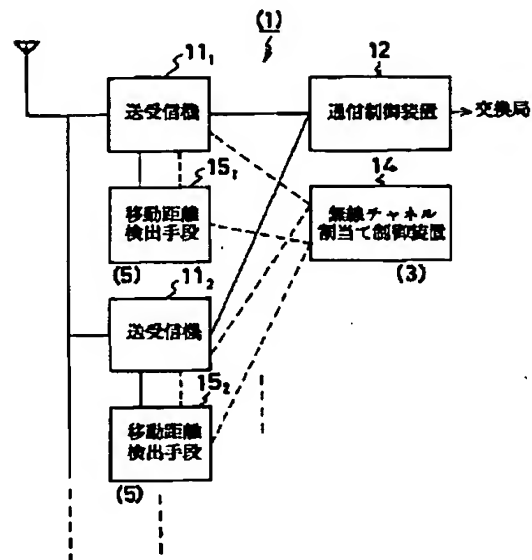 (1)
11₁
送受信機
12
通信制御装置
→交換局
15₁
移動距離
検出手段
(5)
14
無線チャネル
割当て制御装置
(3)
11₂
送受信機
15₂
移動距離
検出手段
(5)